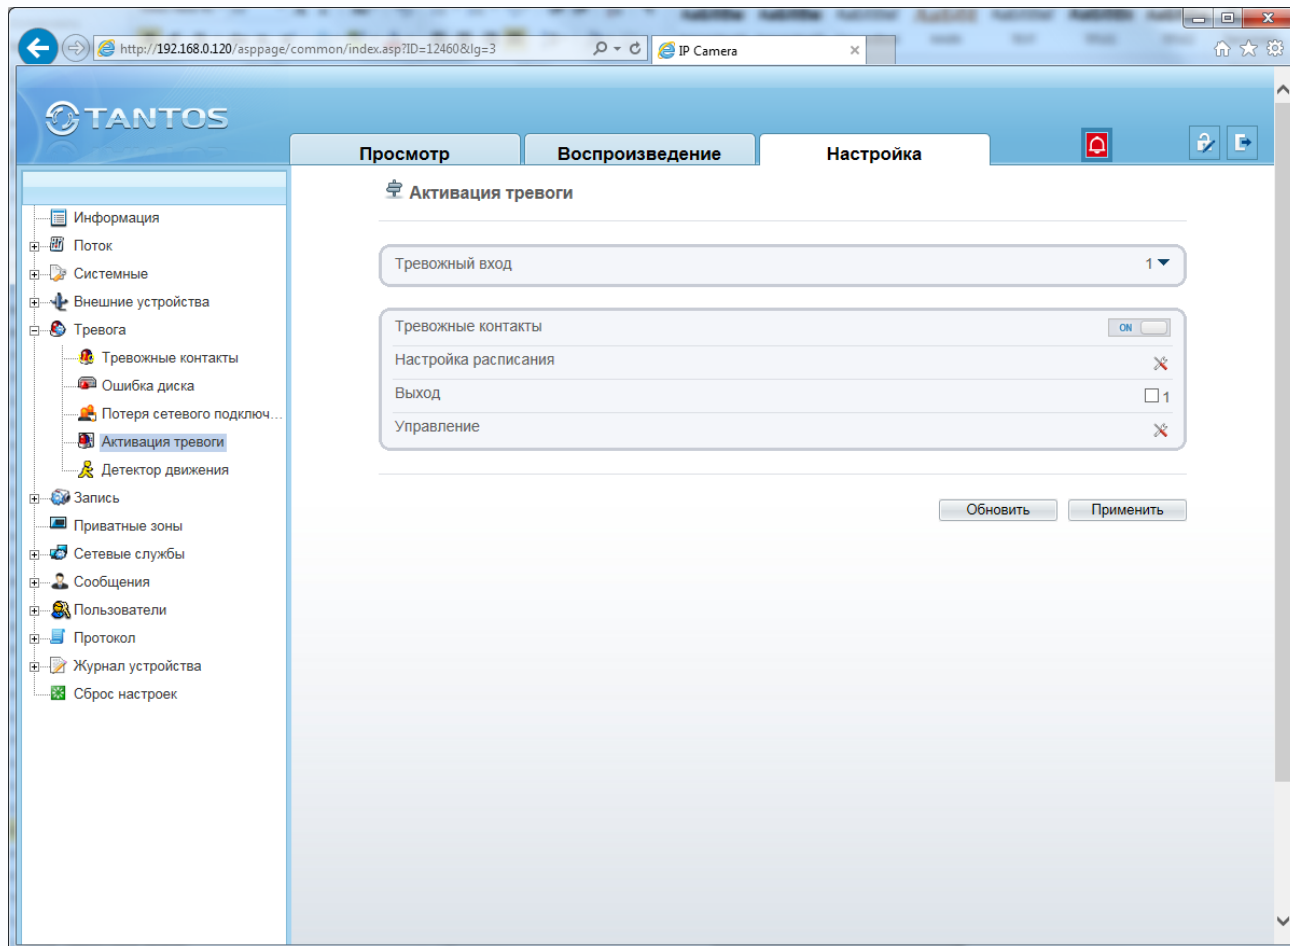 http://192.168.0.120/asppage/common/index.asp?ID=12460&lg=3
IP Camera
TANTOS
Просмотр
Воспроизведение
Настройка
Активация тревоги
Информация
Поток
Системные
Внешние устройства
Тревога
Тревожные контакты
Ошибка диска
Потеря сетевого подключ...
Активация тревоги
Детектор движения
Запись
Приватные зоны
Сетевые службы
Сообщения
Пользователи
Протокол
Журнал устройства
Сброс настроек
Тревожный вход 1
Тревожные контакты ON
Настройка расписания
Выход 1
Управление
Обновить Применить